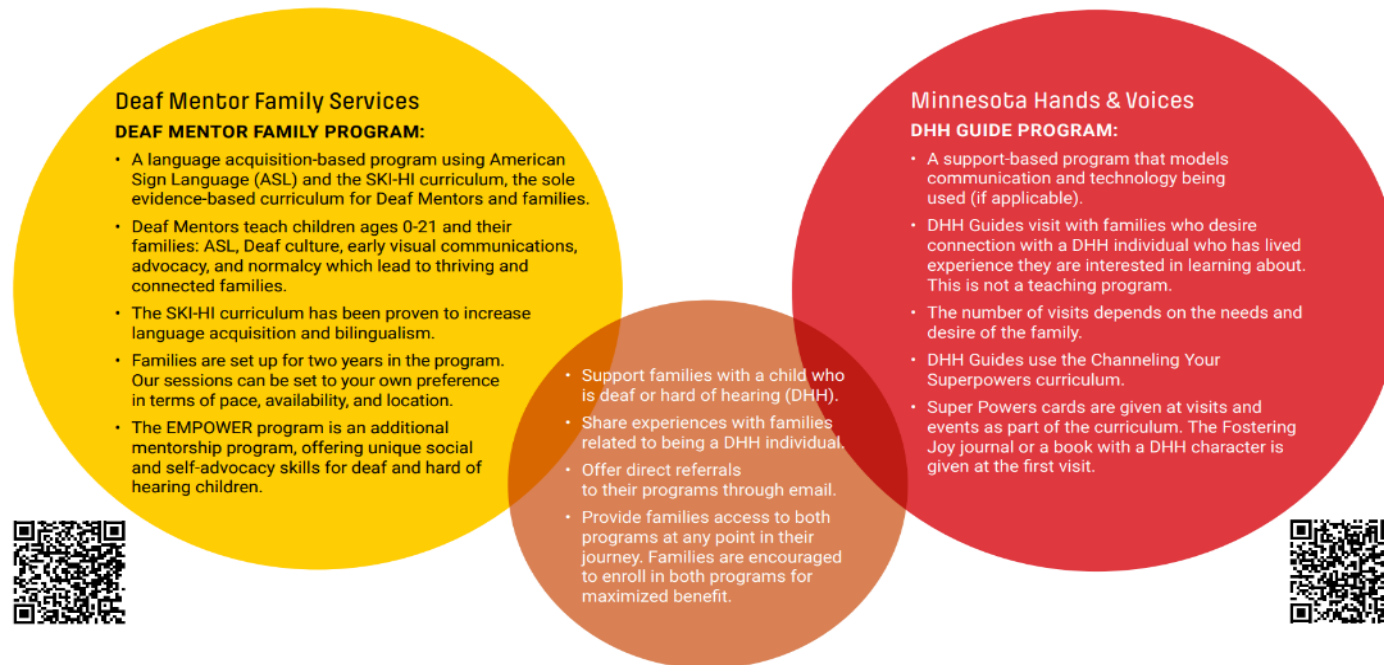 Deaf Mentor Family Services
DEAF MENTOR FAMILY PROGRAM:
• A language acquisition-based program using American
Sign Language (ASL) and the SKI-HI curriculum, the sole
evidence-based curriculum for Deaf Mentors and families.
• Deaf Mentors teach children ages 0-21 and their
families: ASL, Deaf culture, early visual communications,
advocacy, and normalcy which lead to thriving and
connected families.
• The SKI-HI curriculum has been proven to increase
language acquisition and bilingualism.
• Families are set up for two years in the program.
Our sessions can be set to your own preference
in terms of pace, availability, and location.
• The EMPOWER program is an additional
mentorship program, offering unique social
and self-advocacy skills for deaf and hard of
hearing children.
• Support families with a child who
is deaf or hard of hearing (DHH).
• Share experiences with families
related to being a DHH individual.
• Offer direct referrals
to their programs through email.
• Provide families access to both
programs at any point in their
journey. Families are encouraged
to enroll in both programs for
maximized benefit.
Minnesota Hands & Voices
DHH GUIDE PROGRAM:
• A support-based program that models
communication and technology being
used (if applicable).
• DHH Guides visit with families who desire
connection with a DHH individual who has lived
experience they are interested in learning about.
This is not a teaching program.
• The number of visits depends on the needs and
desire of the family.
• DHH Guides use the Channeling Your
Superpowers curriculum.
• Super Powers cards are given at visits and
events as part of the curriculum. The Fostering
Joy journal or a book with a DHH character is
given at the first visit.